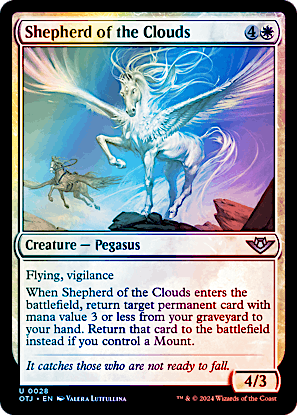 Shepherd of the Clouds 4
Creature — Pegasus
Flying, vigilance
When Shepherd of the Clouds enters the
battlefield, return target permanent card with
mana value 3 or less from your graveyard to
your hand. Return that card to the battlefield
instead if you control a Mount.
It catches those who are not ready to fall.
4/3
U 0028
OTJ • EN VALERA LUTFULLINA
™ & © 2024 Wizards of the Coast